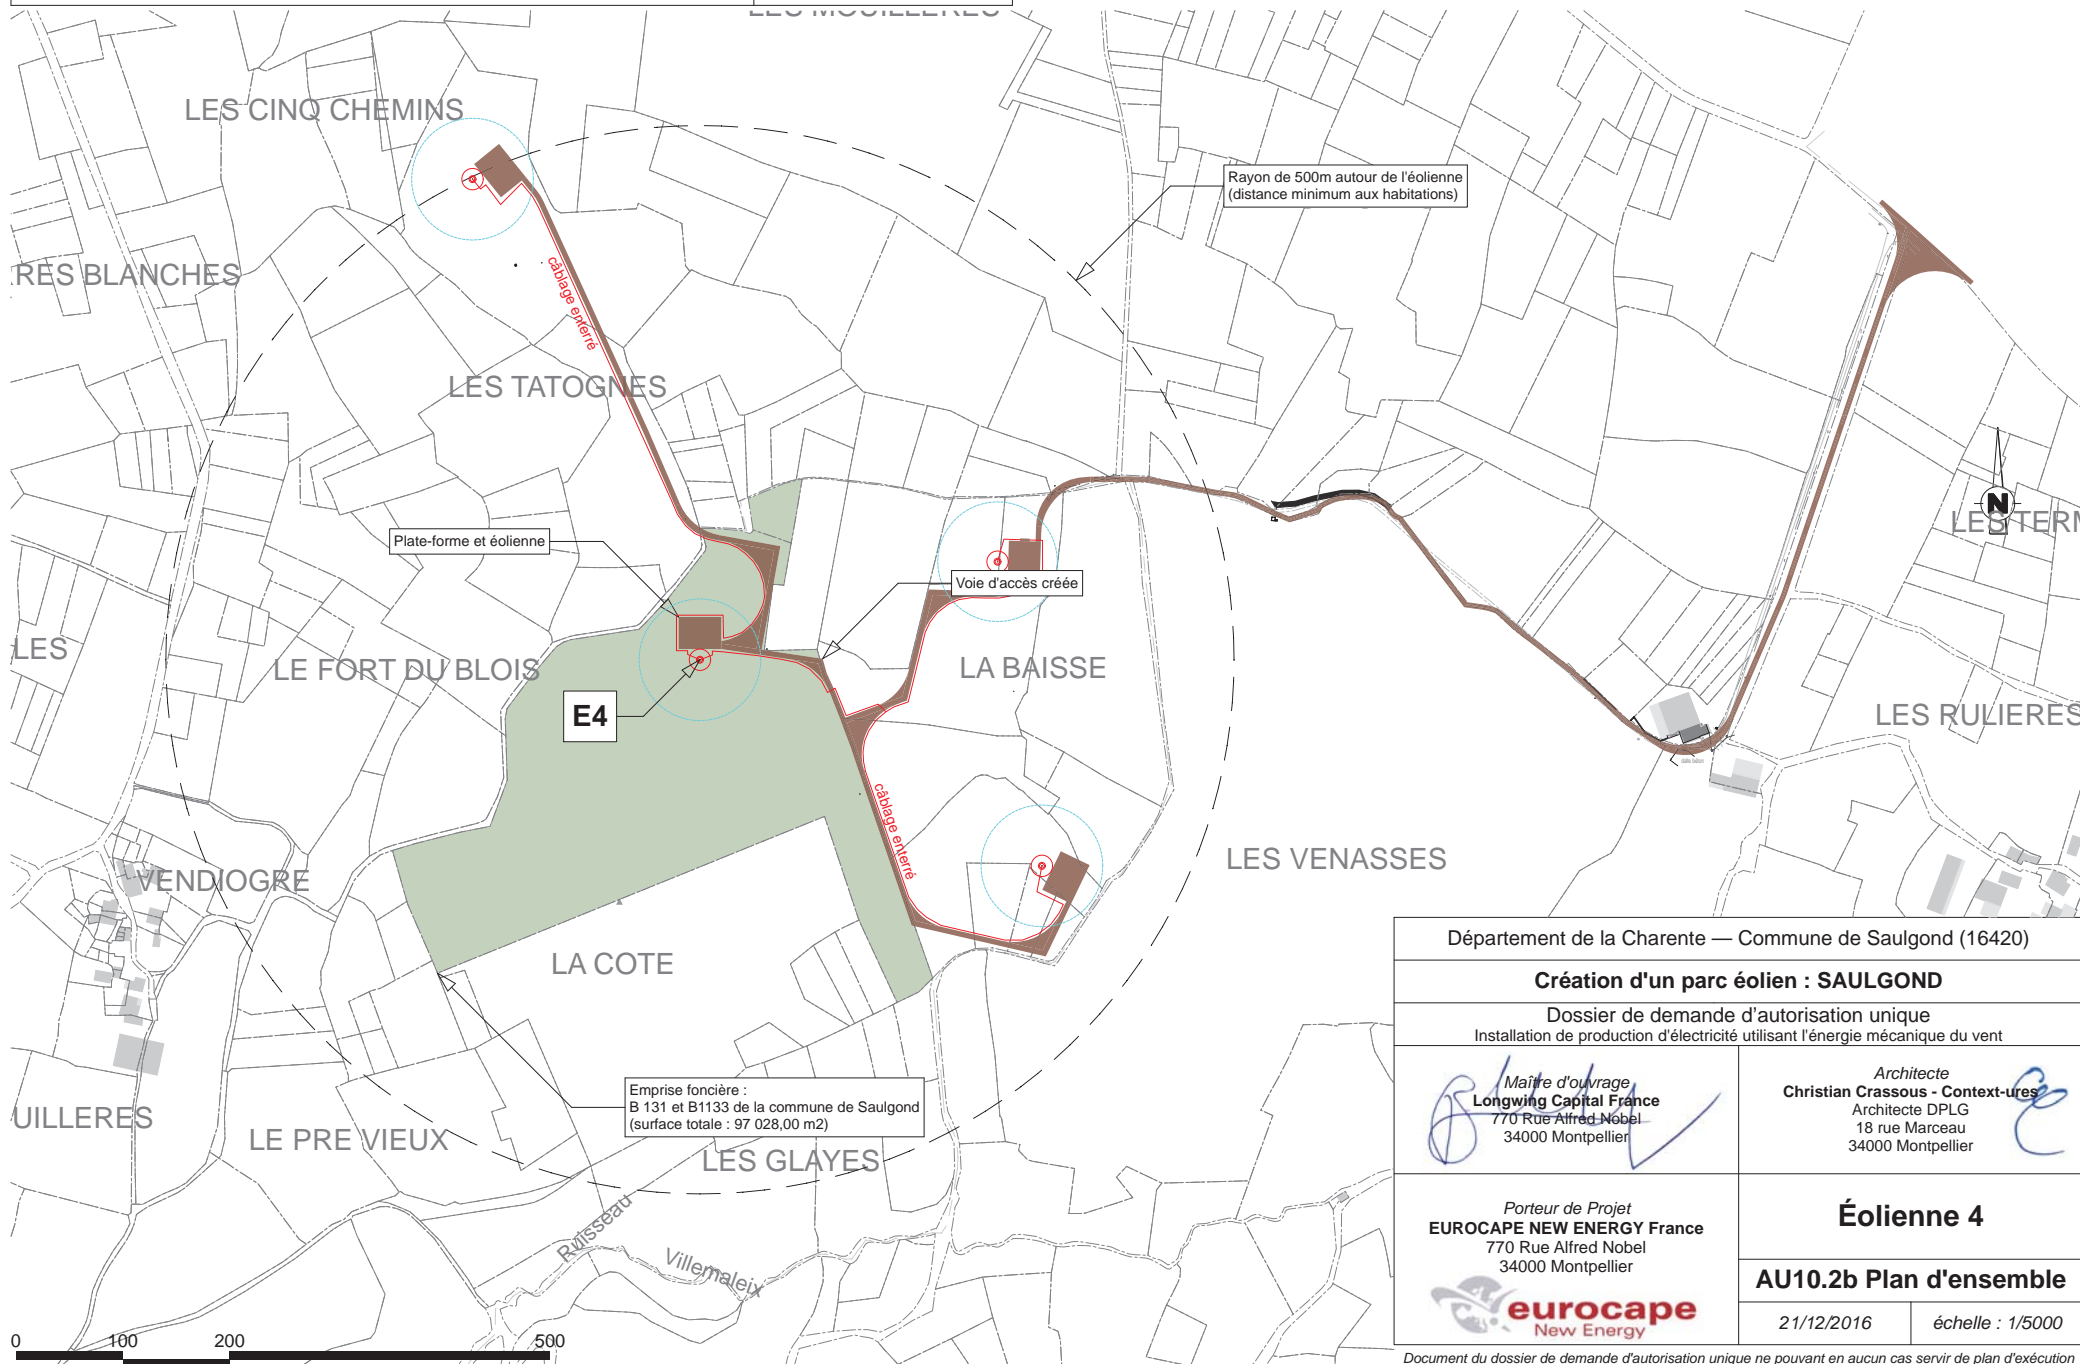 LES MOUILLERES
LES CINQ CHEMINS
Rayon de 500m autour de l'éolienne
(distance minimum aux habitations)
RES BLANCHES
câblage enterré
LES TATOGNES
N
LES TERM
Plate-forme et éolienne
Voie d'accès créée
LES
LE FORT DU BLOIS
LA BAISSE
E4
LES RULIERES
câblage enterré
LES VENASSES
VENDIOGRE
LA COTE
Emprise foncière :
B 131 et B1133 de la commune de Saulgond
(surface totale : 97 028,00 m2)
UILLERES
LE PRE VIEUX
LES GLAYES
Ruisseau
Villemaleix
0 100 200 500
Département de la Charente — Commune de Saulgond (16420)
Création d'un parc éolien : SAULGOND
Dossier de demande d'autorisation unique
Installation de production d'électricité utilisant l'énergie mécanique du vent
Maître d'ouvrage
Longwing Capital France
770 Rue Alfred Nobel
34000 Montpellier
Architecte
Christian Crassous - Context-ures
Architecte DPLG
18 rue Marceau
34000 Montpellier
Porteur de Projet
EUROCAPE NEW ENERGY France
770 Rue Alfred Nobel
34000 Montpellier
eurocape
New Energy
Éolienne 4
AU10.2b Plan d'ensemble
21/12/2016
échelle : 1/5000
Document du dossier de demande d'autorisation unique ne pouvant en aucun cas servir de plan d'exécution